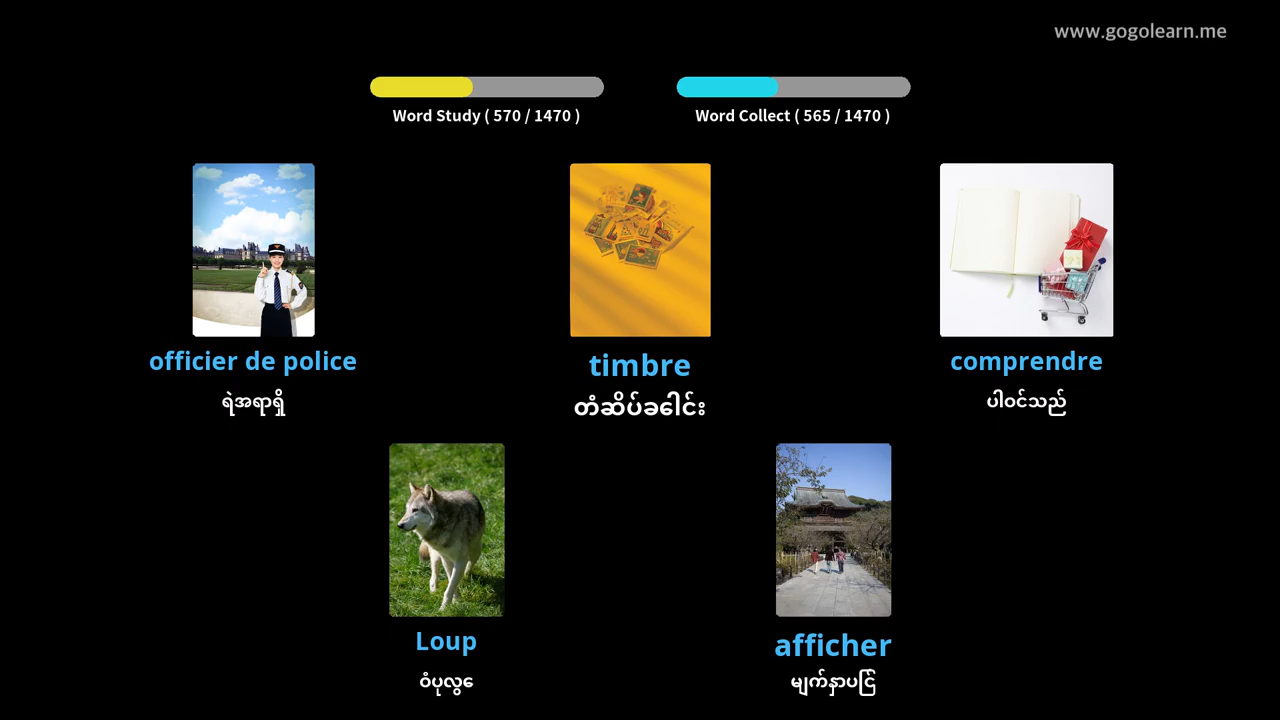 www.gogolearn.me
Word Study ( 570 / 1470 )
Word Collect ( 565 / 1470 )
officier de police
ရဲအရာရှိ
timbre
တံဆိပ်ခေါင်း
comprendre
ပါဝင်သည်
Loup
ဝံပုလွေ
afficher
မျက်နှာပြင်